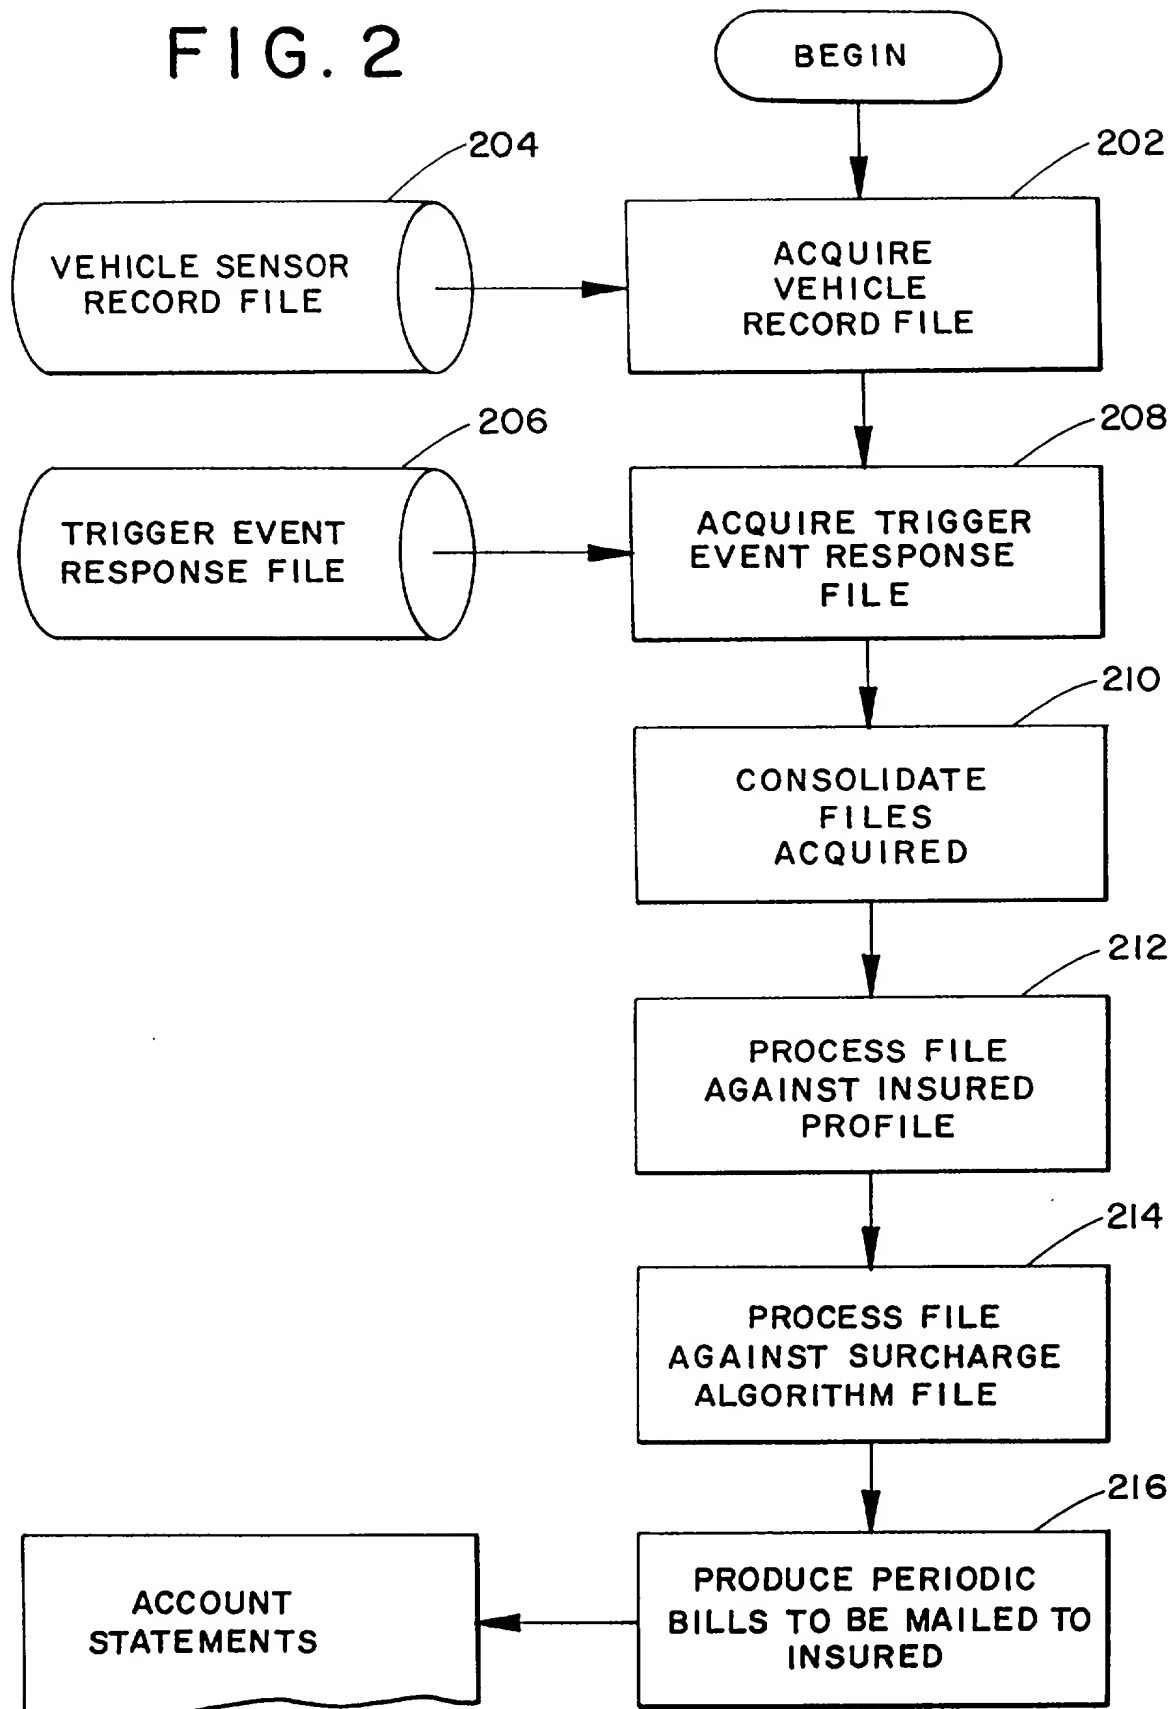 FIG. 2
BEGIN
204
202
VEHICLE SENSOR
RECORD FILE
ACQUIRE
VEHICLE
RECORD FILE
206
208
TRIGGER EVENT
RESPONSE FILE
ACQUIRE TRIGGER
EVENT RESPONSE
FILE
210
CONSOLIDATE
FILES
ACQUIRED
212
PROCESS FILE
AGAINST INSURED
PROFILE
214
PROCESS FILE
AGAINST SURCHARGE
ALGORITHM FILE
216
PRODUCE PERIODIC
BILLS TO BE MAILED TO
INSURED
ACCOUNT
STATEMENTS